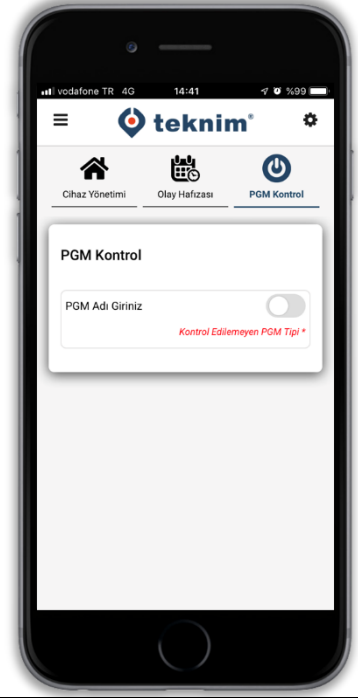 vodafone TR 4G 14:41 %99
teknim®
Cihaz Yönetimi Olay Hafızası PGM Kontrol
PGM Kontrol
PGM Adı Giriniz
Kontrol Edilemeyen PGM Tipi *